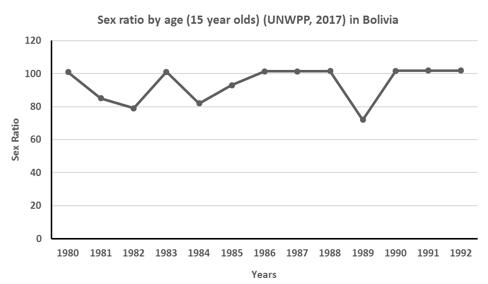 Sex ratio by age (15 year olds) (UNWPP, 2017) in Bolivia
120
100
80
60
40
20
0
Sex Ratio
1980 1981 1982 1983 1984 1985 1986 1987 1988 1989 1990 1991 1992
Years